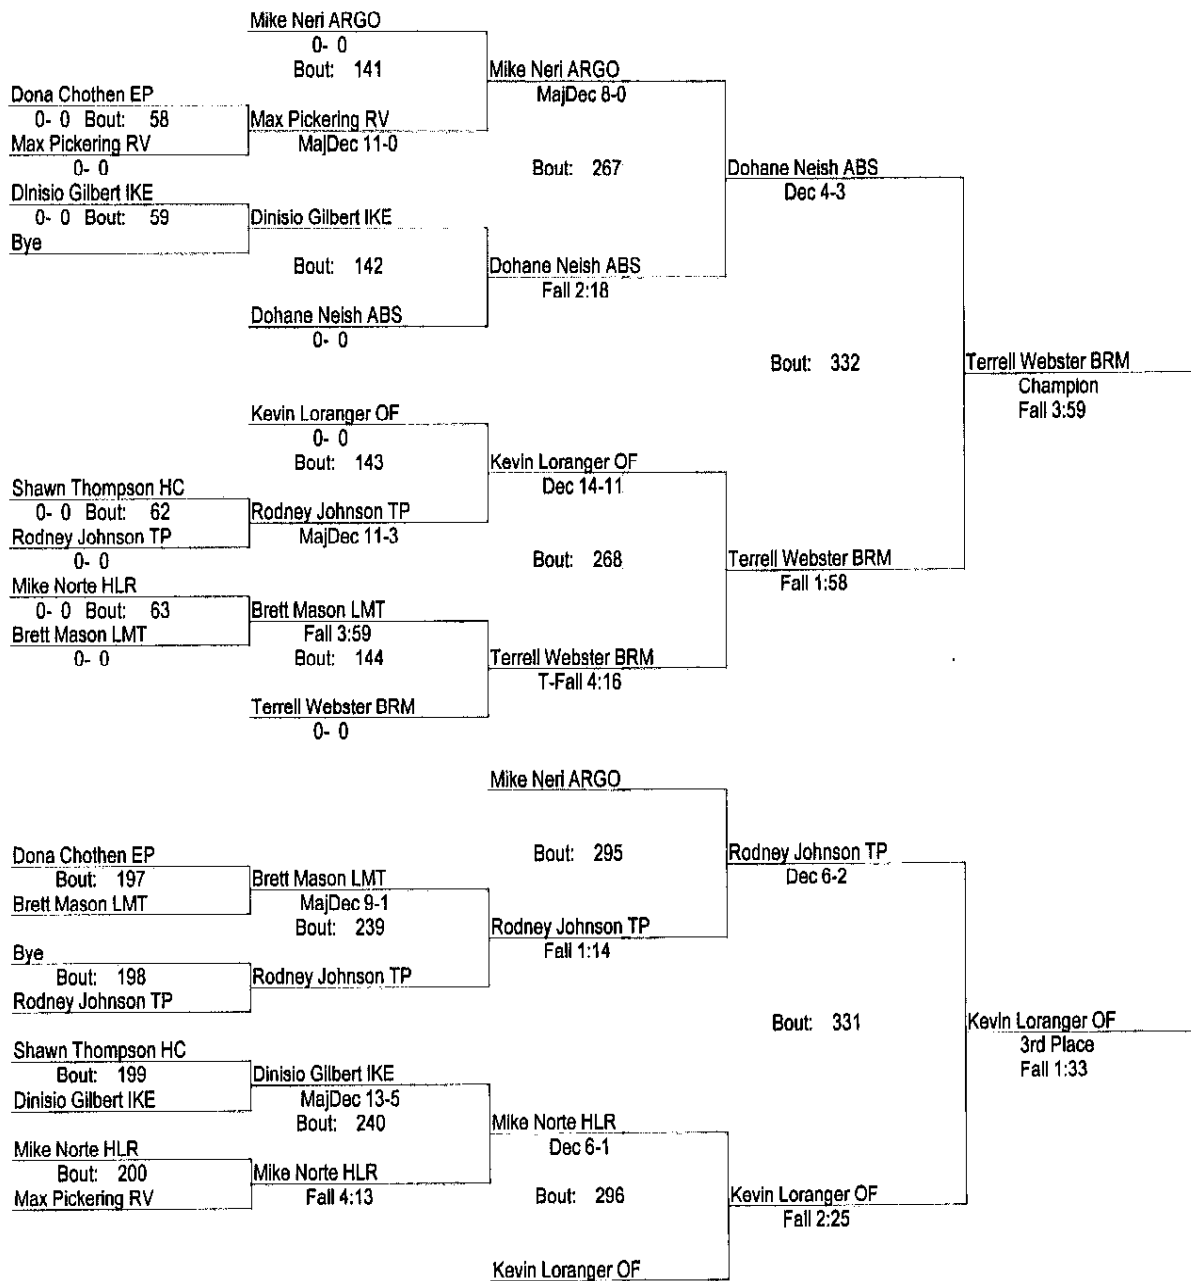 Mike Neri ARGO
0- 0
Bout: 141
Mike Neri ARGO
MajDec 8-0
Dona Chothen EP
0- 0 Bout: 58
Max Pickering RV
MajDec 11-0
Max Pickering RV
0- 0
Bout: 267
Dohane Neish ABS
Dec 4-3
Dinisio Gilbert IKE
0- 0 Bout: 59
Dinisio Gilbert IKE
Bye
Bout: 142
Dohane Neish ABS
Fall 2:18
Dohane Neish ABS
0- 0
Bout: 332
Terrell Webster BRM
Champion
Fall 3:59
Kevin Loranger OF
0- 0
Bout: 143
Kevin Loranger OF
Dec 14-11
Shawn Thompson HC
0- 0 Bout: 62
Rodney Johnson TP
MajDec 11-3
Rodney Johnson TP
0- 0
Bout: 268
Terrell Webster BRM
Fall 1:58
Mike Norte HLR
0- 0 Bout: 63
Brett Mason LMT
Fall 3:59
Brett Mason LMT
0- 0
Bout: 144
Terrell Webster BRM
T-Fall 4:16
Terrell Webster BRM
0- 0
Mike Neri ARGO
Bout: 295
Rodney Johnson TP
Dec 6-2
Dona Chothen EP
Bout: 197
Brett Mason LMT
Brett Mason LMT
MajDec 9-1
Bout: 239
Rodney Johnson TP
Fall 1:14
Bye
Bout: 198
Rodney Johnson TP
Rodney Johnson TP
Bout: 331
Kevin Loranger OF
3rd Place
Fall 1:33
Shawn Thompson HC
Bout: 199
Dinisio Gilbert IKE
Dinisio Gilbert IKE
MajDec 13-5
Bout: 240
Mike Norte HLR
Dec 6-1
Mike Norte HLR
Bout: 200
Max Pickering RV
Mike Norte HLR
Fall 4:13
Bout: 296
Kevin Loranger OF
Fall 2:25
Kevin Loranger OF